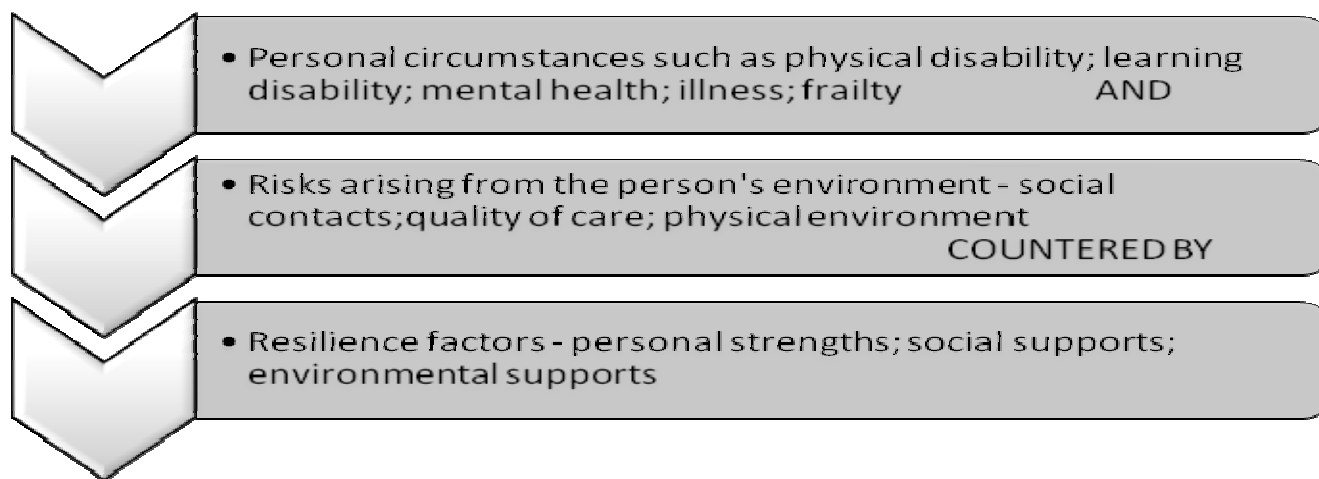 • Personal circumstances such as physical disability; learning
disability; mental health; illness; frailty AND
• Risks arising from the person's environment - social
contacts;quality of care; physical environment
COUNTERED BY
• Resilience factors - personal strengths; social supports;
environmental supports